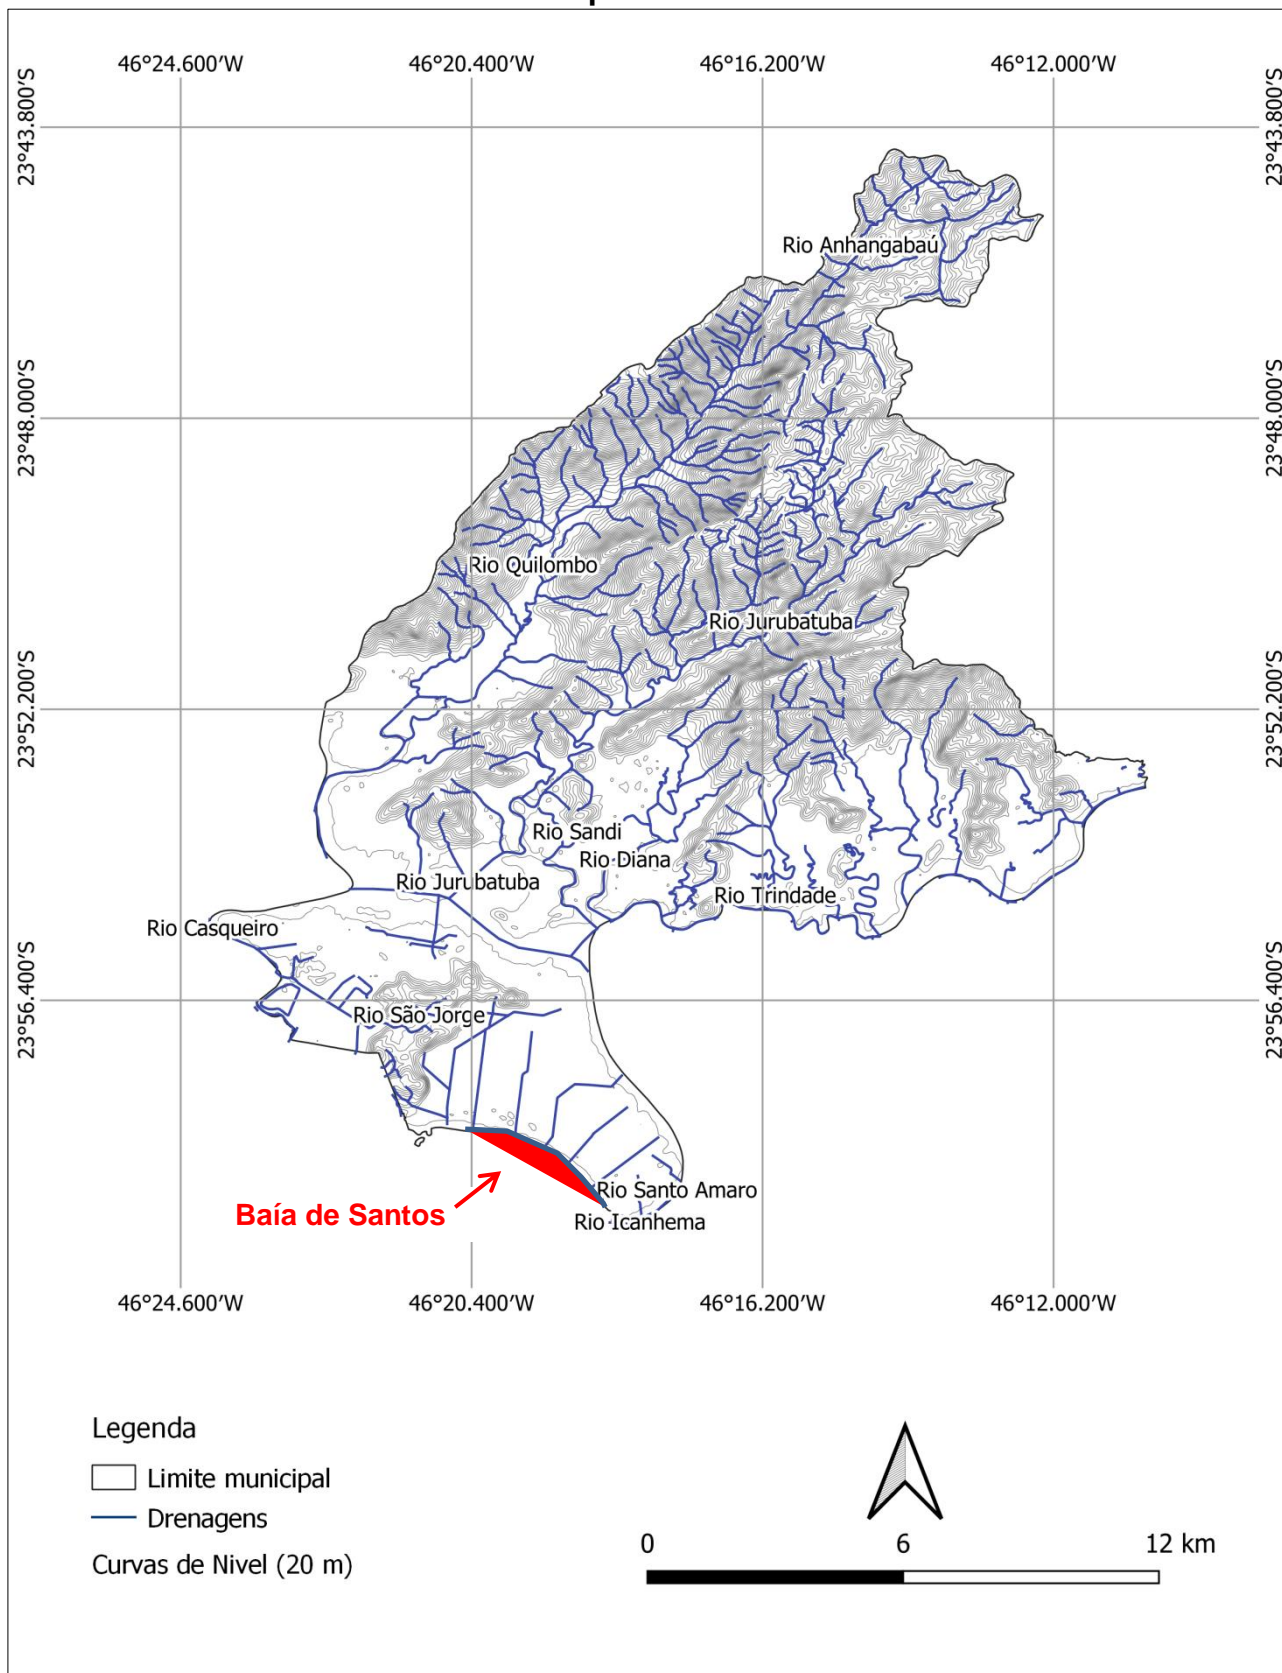 46°24.600'W 46°20.400'W 46°16.200'W 46°12.000'W
23°43.800'S 23°43.800'S
Rio Anhangabaú
23°48.000'S 23°48.000'S
Rio Quilombo
Rio Jurubatuba
23°52.200'S 23°52.200'S
Rio Sandi
Rio Diana
Rio Jurubatuba
Rio Trindade
Rio Casqueiro
23°56.400'S 23°56.400'S
Rio São Jorge
Rio Santo Amaro
Baía de Santos
Rio Icanhema
46°24.600'W 46°20.400'W 46°16.200'W 46°12.000'W
Legenda
Limite municipal
Drenagens
Curvas de Nivel (20 m)
0 6 12 km